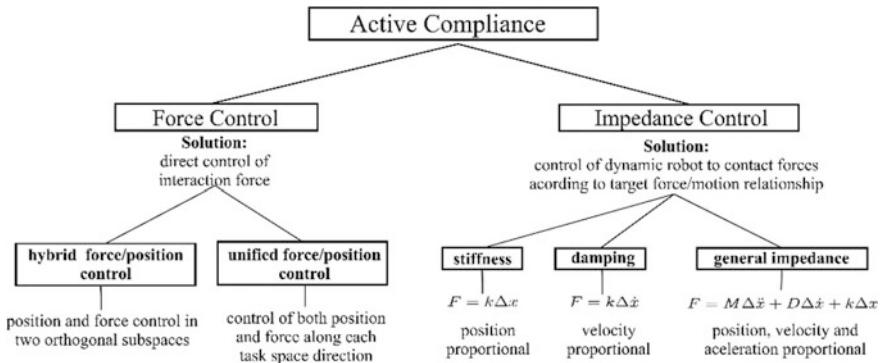 Active Compliance
Force Control
Solution:
direct control of
interaction force
Impedance Control
Solution:
control of dynamic robot to contact forces
acording to target force/motion relationship
hybrid force/position
control
position and force control in
two orthogonal subspaces
unified force/position
control
control of both position
and force along each
task space direction
stiffness
F = kΔx
position
proportional
damping
F = kΔẋ
velocity
proportional
general impedance
F = MΔẍ + DΔẋ + kΔx
position, velocity and
aceleration proportional